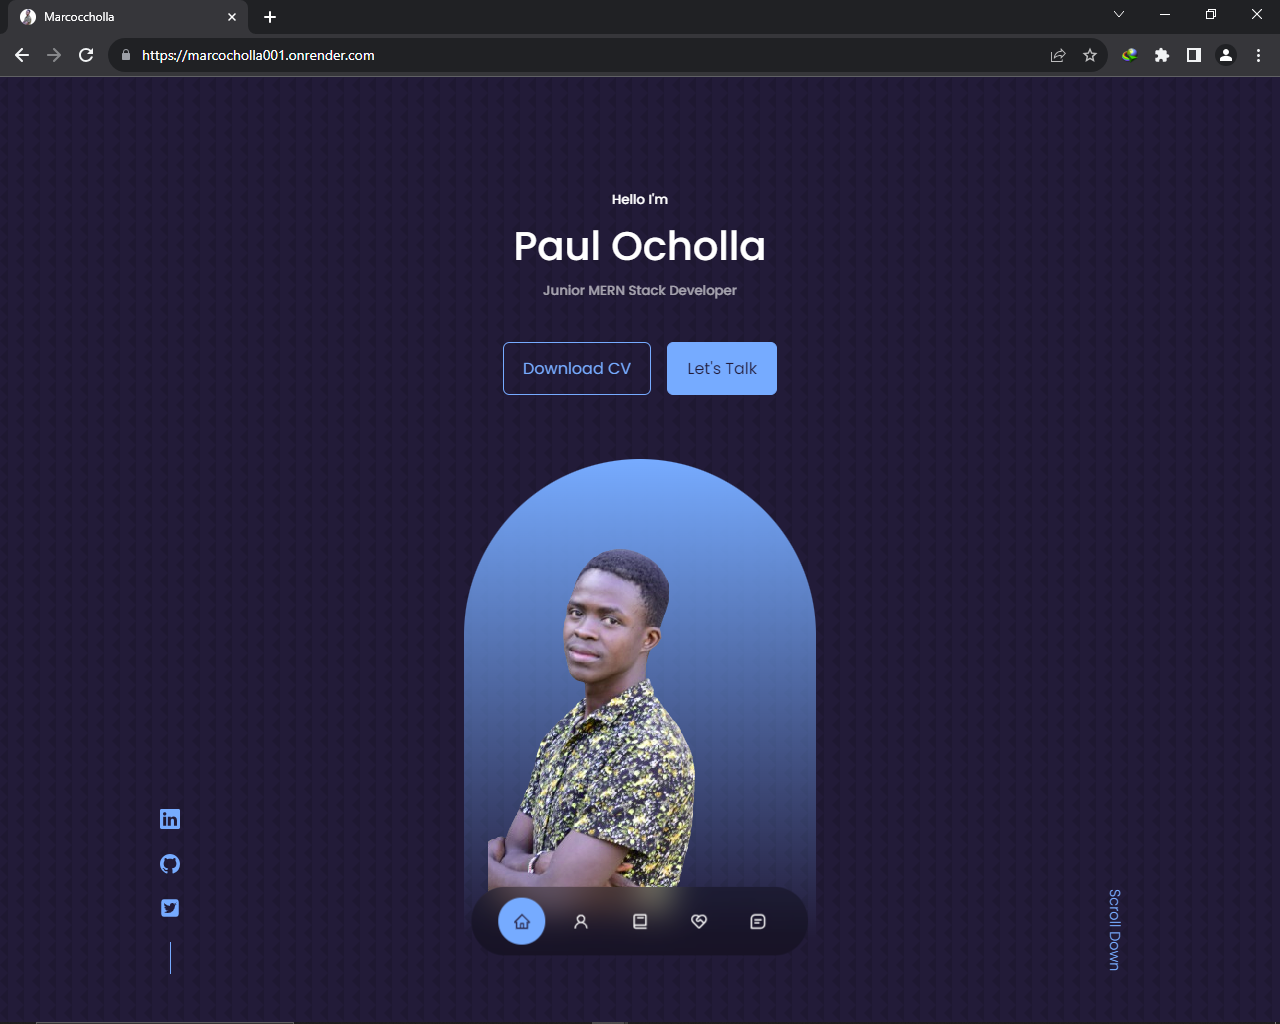 Marcoccholla
https://marcocholla001.onrender.com
Hello I'm
Paul Ocholla
Junior MERN Stack Developer
Download CV
Let's Talk
Scroll Down